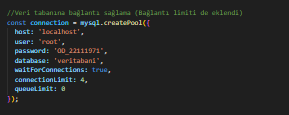 //Veri tabanına bağlantı sağlama (Bağlantı limiti de eklendi)
const connection = mysql.createPool({
host: 'localhost',
user: 'root',
password: 'OD_22111971',
database: 'veritabani',
waitForConnections: true,
connectionLimit: 4,
queueLimit: 0
});